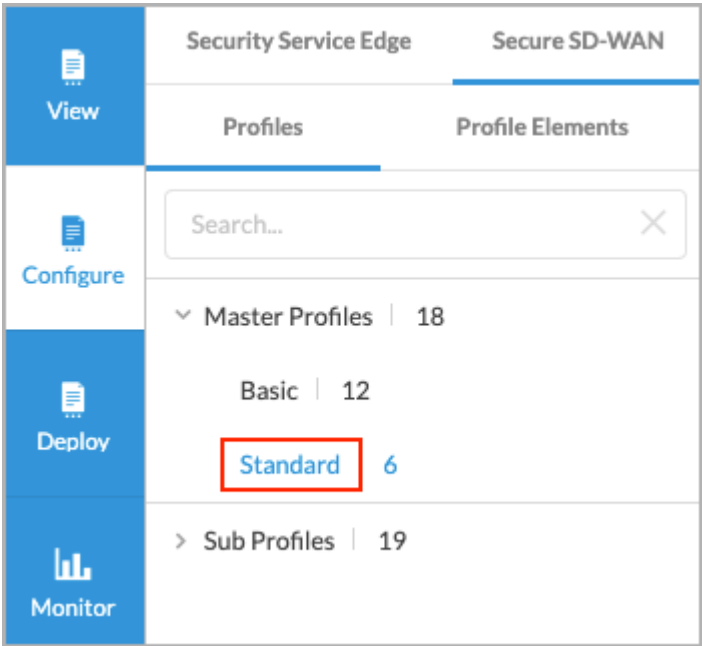 View
Configure
Deploy
Monitor
Security Service Edge
Secure SD-WAN
Profiles
Profile Elements
Search...
Master Profiles | 18
Basic | 12
Standard 6
Sub Profiles | 19